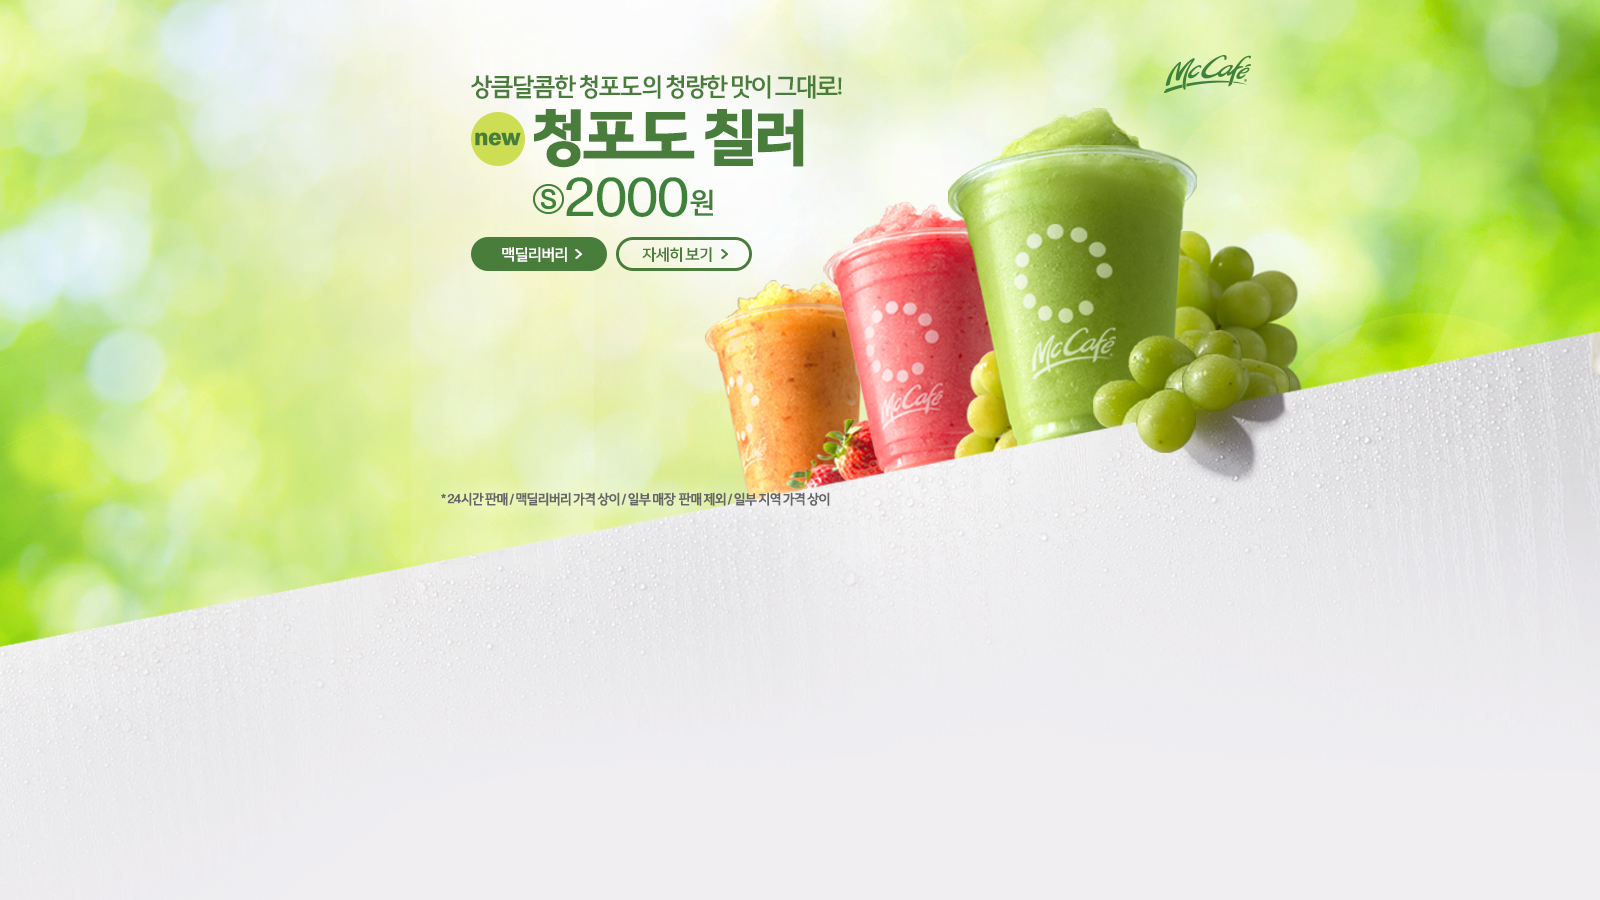 McCafé
상큼달콤한 청포도의 청량한 맛이 그대로!
new 청포도 칠러
Ⓢ2000원
맥딜리버리 >
자세히 보기 >
McCafé
McCafé
McCafé
* 24시간 판매 / 맥딜리버리 가격 상이 / 일부 매장 판매 제외 / 일부 지역 가격 상이